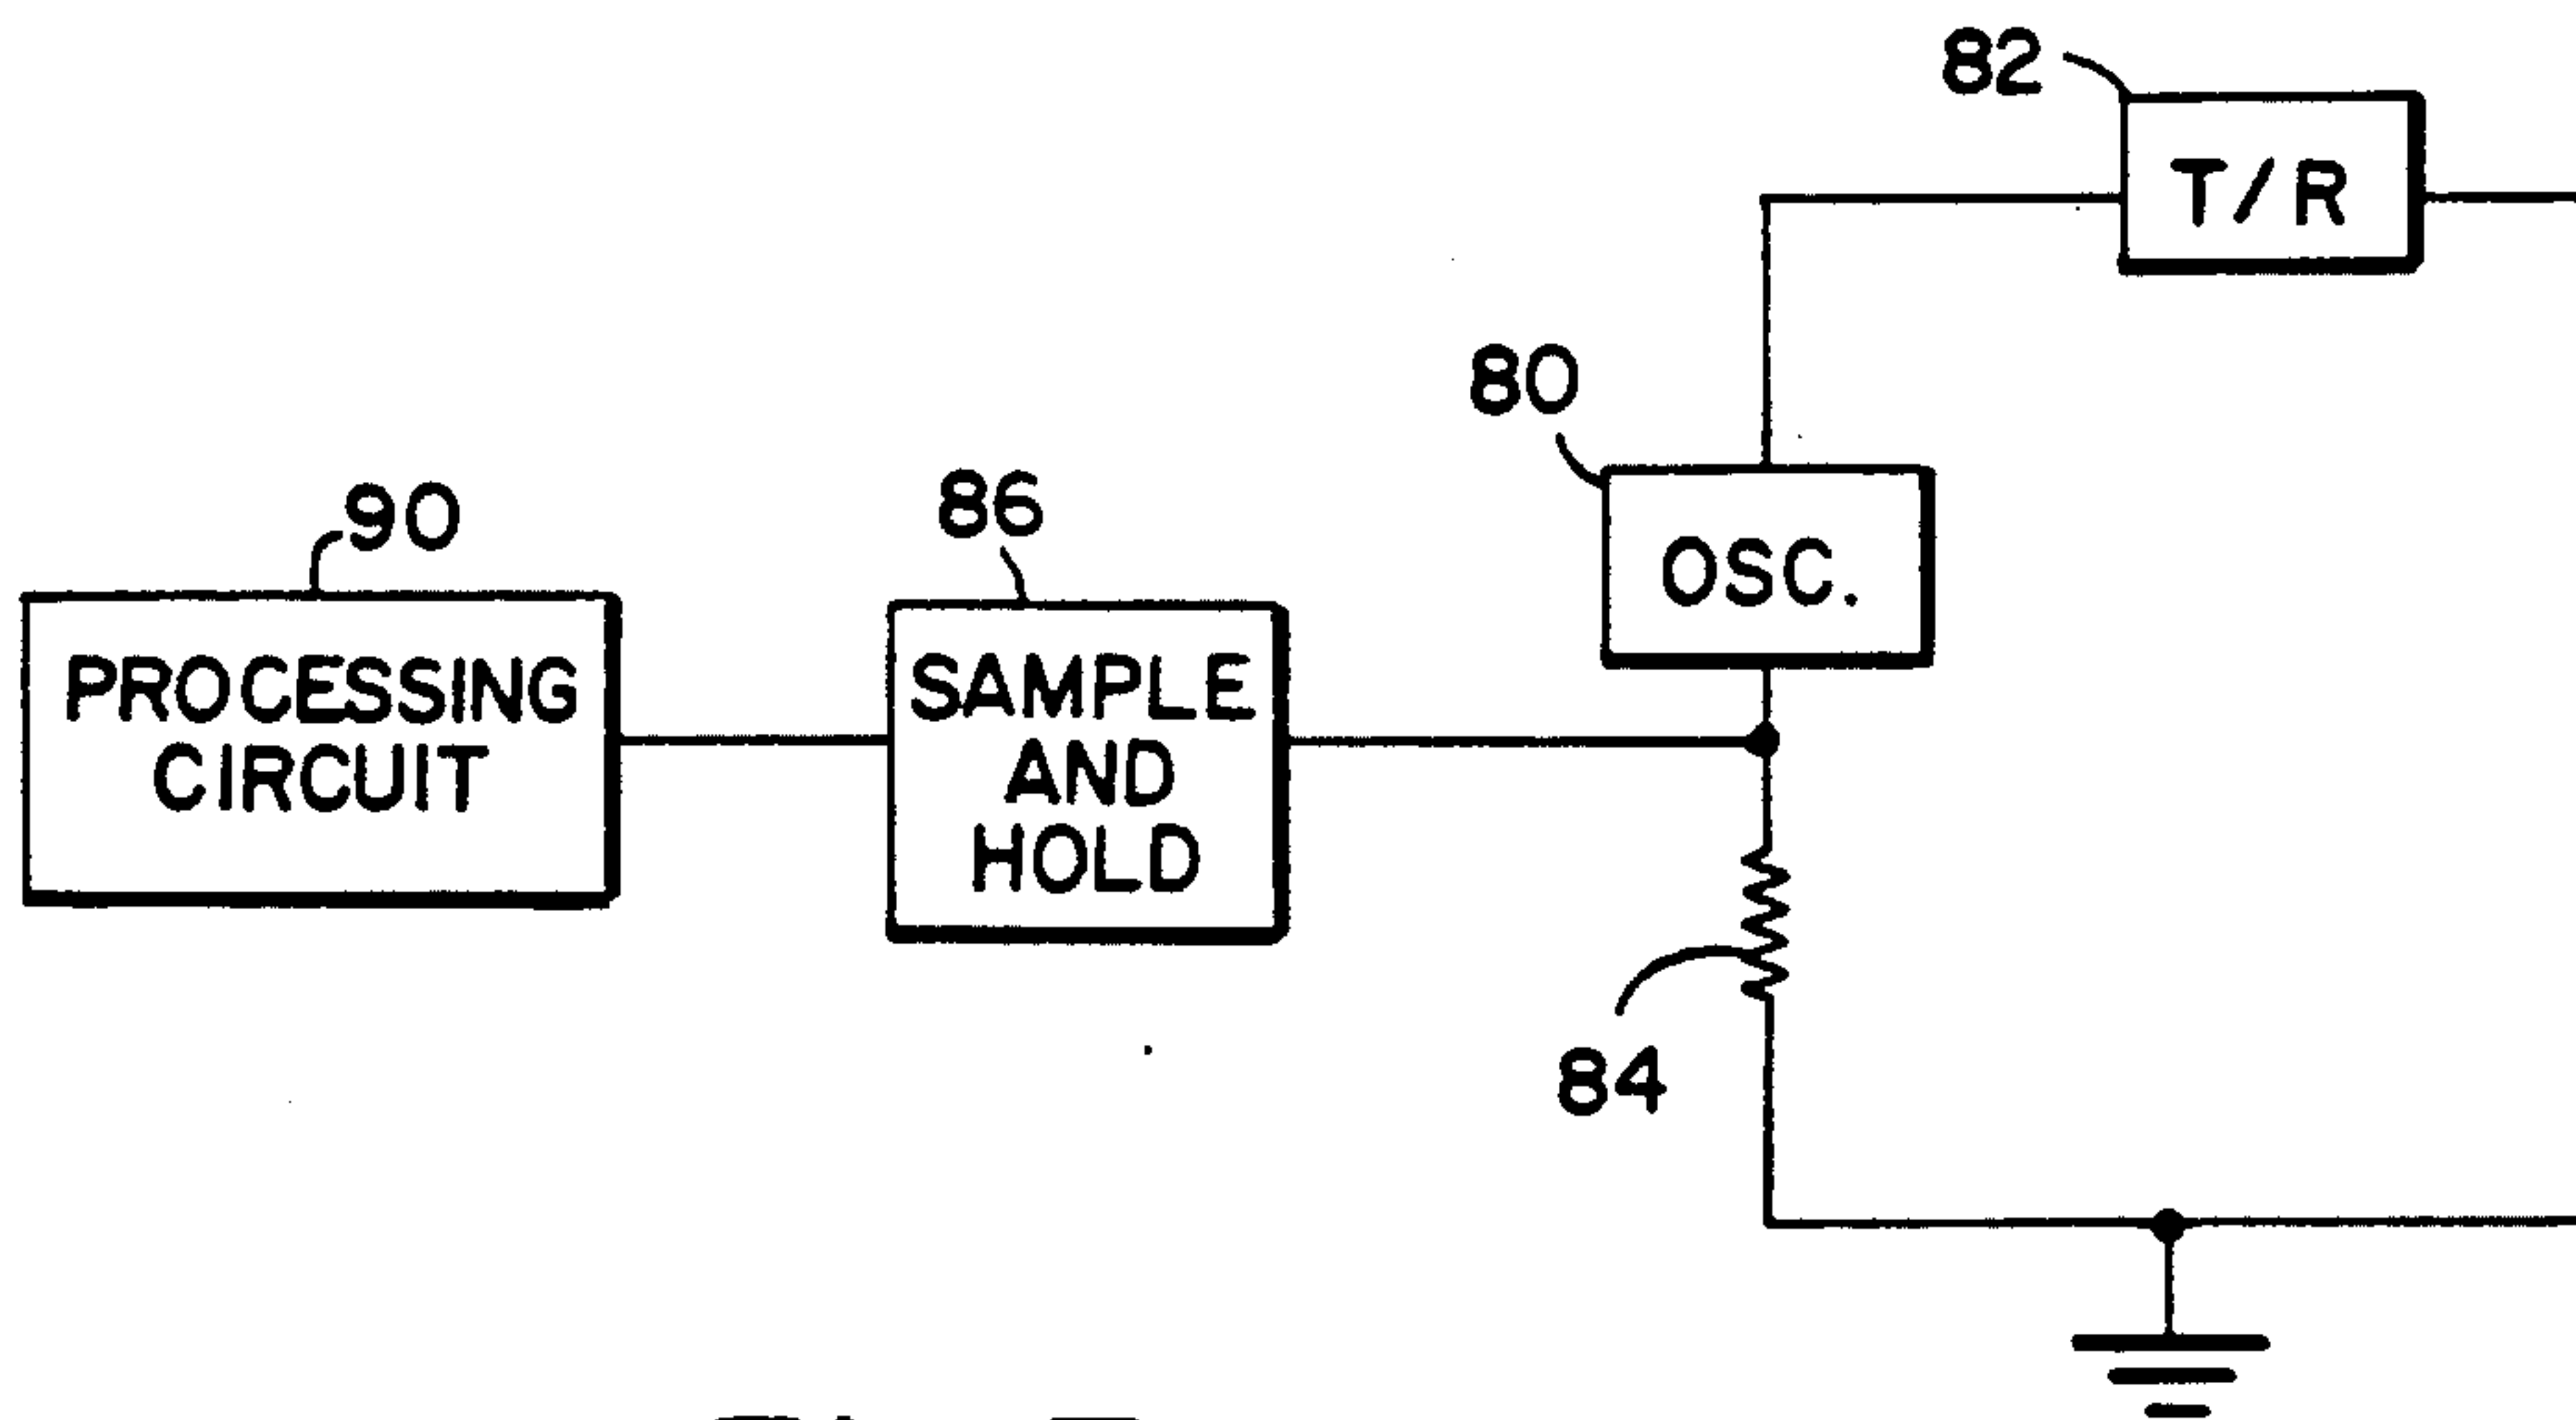 82
T/R
80
OSC.
90
PROCESSING
CIRCUIT
86
SAMPLE
AND
HOLD
84